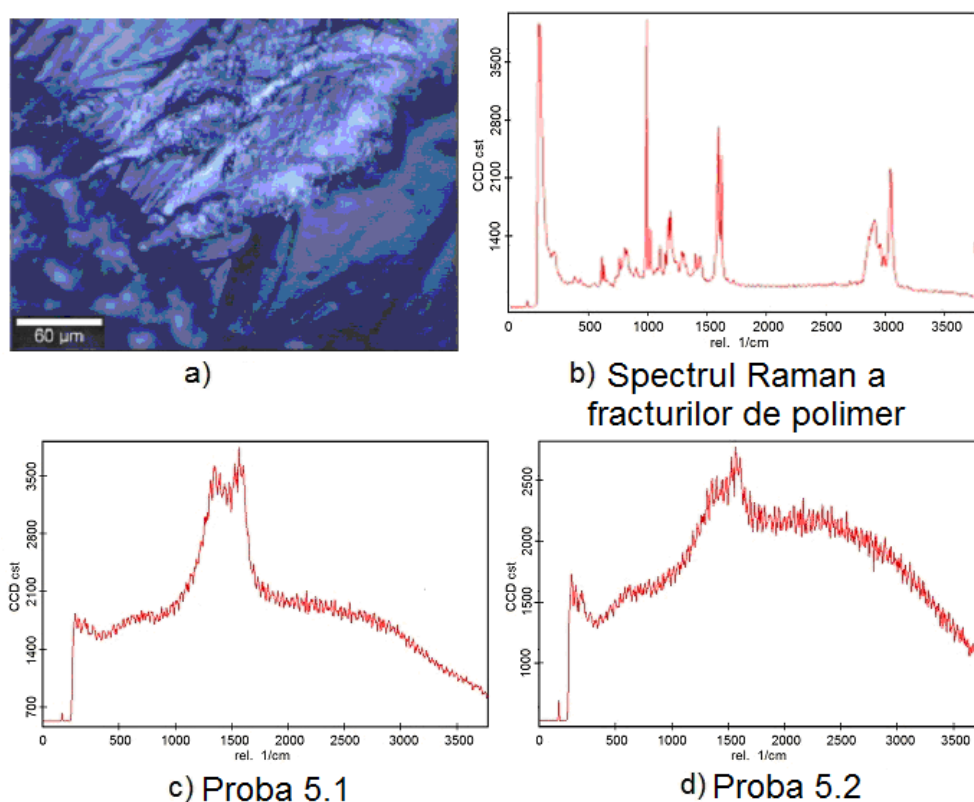 60 µm
a)
CCD cst
3500
2800
2100
1400
0 500 1000 1500 2000 2500 3000 3500
rel. 1/cm
b) Spectrul Raman a
fracturilor de polimer
CCD cst
3500
2800
2100
1400
700
0 500 1000 1500 2000 2500 3000 3500
rel. 1/cm
c) Proba 5.1
CCD cst
2500
2000
1500
1000
0 500 1000 1500 2000 2500 3000 3500
rel. 1/cm
d) Proba 5.2